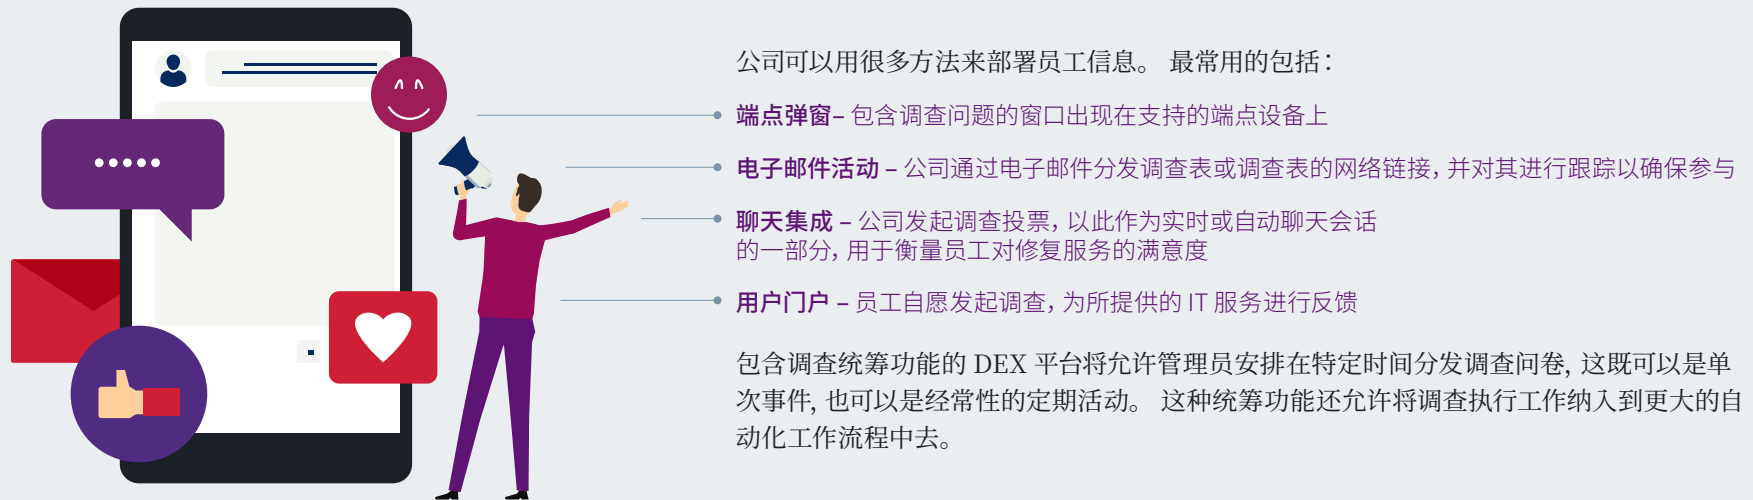 公司可以用很多方法来部署员工信息。 最常用的包括：
端点弹窗– 包含调查问题的窗口出现在支持的端点设备上
电子邮件活动 – 公司通过电子邮件分发调查表或调查表的网络链接，并对其进行跟踪以确保参与
聊天集成 – 公司发起调查投票，以此作为实时或自动聊天会话
的一部分，用于衡量员工对修复服务的满意度
用户门户 – 员工自愿发起调查，为所提供的 IT 服务进行反馈
包含调查统筹功能的 DEX 平台将允许管理员安排在特定时间分发调查问卷，这既可以是单
次事件，也可以是经常性的定期活动。 这种统筹功能还允许将调查执行工作纳入到更大的自
动化工作流程中去。